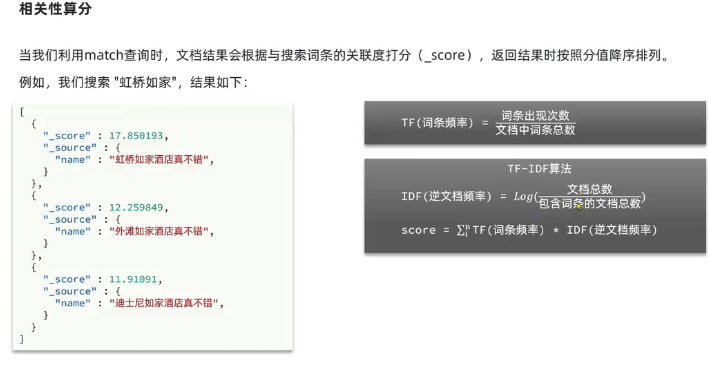 相关性算分
当我们利用match查询时，文档结果会根据与搜索词条的关联度打分（_score），返回结果时按照分值降序排列。
例如，我们搜索 "虹桥如家"，结果如下：
[
{
"_score" : 17.850193,
"_source" : {
"name" : "虹桥如家酒店真不错",
}
},
{
"_score" : 12.259849,
"_source" : {
"name" : "外滩如家酒店真不错",
}
},
{
"_score" : 11.91091,
"_source" : {
"name" : "迪士尼如家酒店真不错",
}
}
]
TF(词条频率) = 词条出现次数
文档中词条总数
TF-IDF算法
IDF(逆文档频率) = Log(文档总数
包含词条的文档总数)
score = ∑ᵢⁿ TF(词条频率) * IDF(逆文档频率)